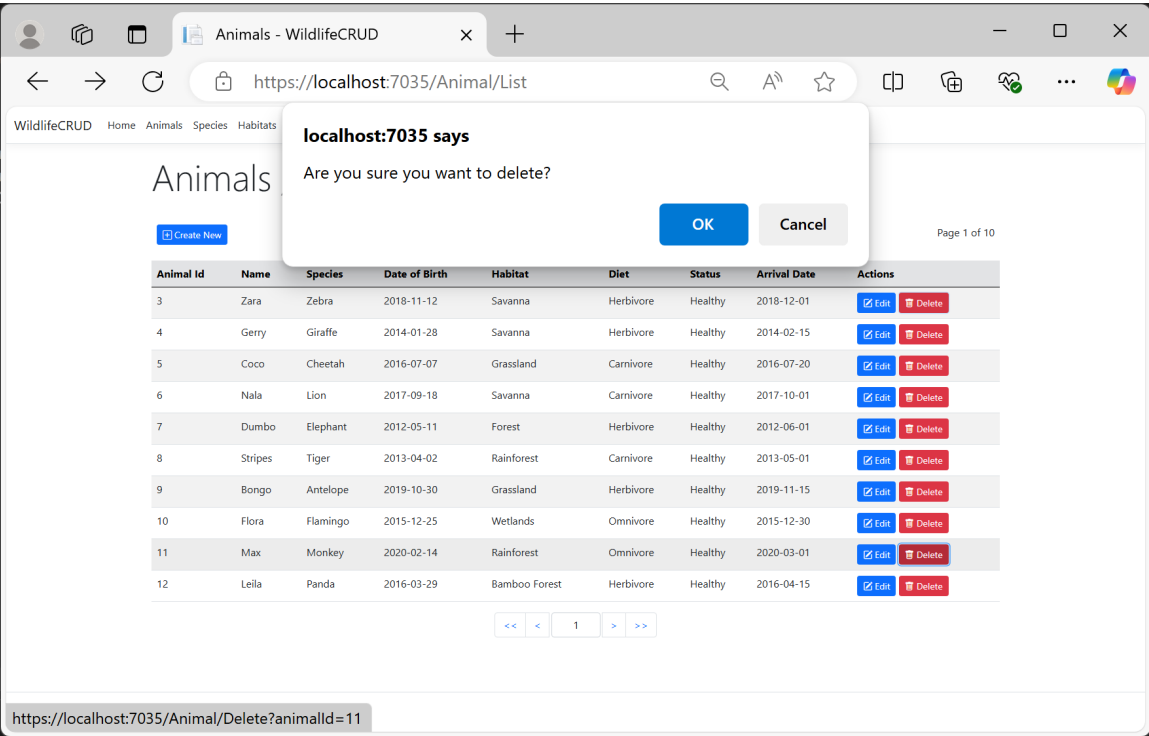 Animals - WildlifeCRUD
https://localhost:7035/Animal/List
WildlifeCRUD Home Animals Species Habitats
localhost:7035 says
Are you sure you want to delete?
OK Cancel
Animals
Create New Page 1 of 10
Animal Id Name Species Date of Birth Habitat Diet Status Arrival Date Actions
3 Zara Zebra 2018-11-12 Savanna Herbivore Healthy 2018-12-01 Edit Delete
4 Gerry Giraffe 2014-01-28 Savanna Herbivore Healthy 2014-02-15 Edit Delete
5 Coco Cheetah 2016-07-07 Grassland Carnivore Healthy 2016-07-20 Edit Delete
6 Nala Lion 2017-09-18 Savanna Carnivore Healthy 2017-10-01 Edit Delete
7 Dumbo Elephant 2012-05-11 Forest Herbivore Healthy 2012-06-01 Edit Delete
8 Stripes Tiger 2013-04-02 Rainforest Carnivore Healthy 2013-05-01 Edit Delete
9 Bongo Antelope 2019-10-30 Grassland Herbivore Healthy 2019-11-15 Edit Delete
10 Flora Flamingo 2015-12-25 Wetlands Omnivore Healthy 2015-12-30 Edit Delete
11 Max Monkey 2020-02-14 Rainforest Omnivore Healthy 2020-03-01 Edit Delete
12 Leila Panda 2016-03-29 Bamboo Forest Herbivore Healthy 2016-04-15 Edit Delete
<< < 1 > >>
https://localhost:7035/Animal/Delete?animalId=11